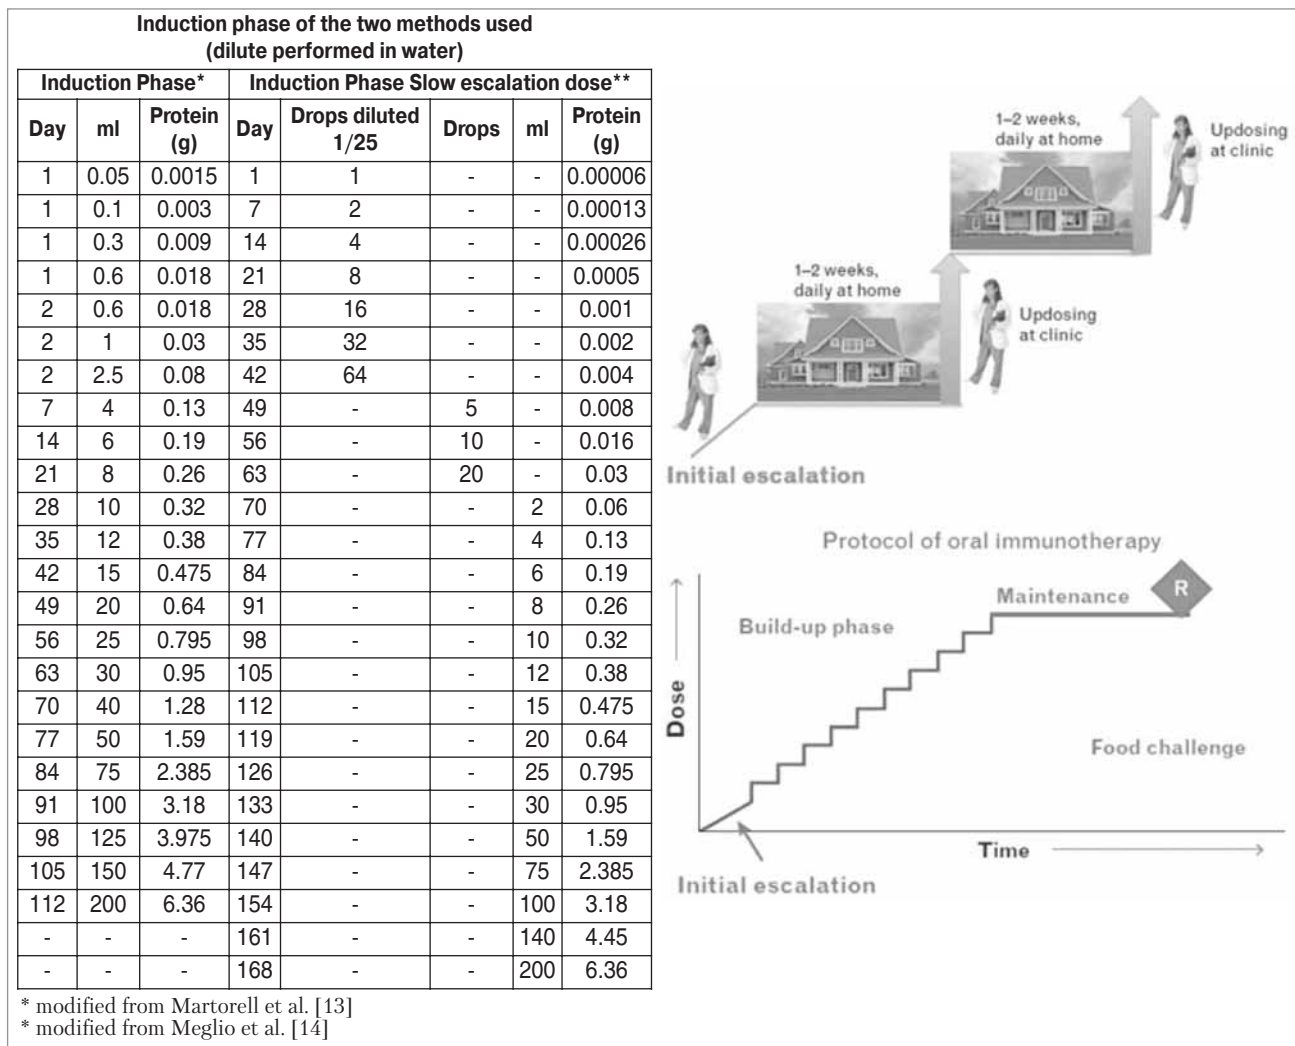 Induction phase of the two methods used
(dilute performed in water)
Induction Phase* Induction Phase Slow escalation dose**
Day ml Protein (g) Day Drops diluted 1/25 Drops ml Protein (g)
1 0.05 0.0015 1 1 - - 0.00006
1 0.1 0.003 7 2 - - 0.00013
1 0.3 0.009 14 4 - - 0.00026
1 0.6 0.018 21 8 - - 0.0005
2 0.6 0.018 28 16 - - 0.001
2 1 0.03 35 32 - - 0.002
2 2.5 0.08 42 64 - - 0.004
7 4 0.13 49 - 5 - 0.008
14 6 0.19 56 - 10 - 0.016
21 8 0.26 63 - 20 - 0.03
28 10 0.32 70 - - 2 0.06
35 12 0.38 77 - - 4 0.13
42 15 0.475 84 - - 6 0.19
49 20 0.64 91 - - 8 0.26
56 25 0.795 98 - - 10 0.32
63 30 0.95 105 - - 12 0.38
70 40 1.28 112 - - 15 0.475
77 50 1.59 119 - - 20 0.64
84 75 2.385 126 - - 25 0.795
91 100 3.18 133 - - 30 0.95
98 125 3.975 140 - - 50 1.59
105 150 4.77 147 - - 75 2.385
112 200 6.36 154 - - 100 3.18
- - - 161 - - 140 4.45
- - - 168 - - 200 6.36
* modified from Martorell et al. [13]
* modified from Meglio et al. [14]
1–2 weeks,
daily at home
Updosing
at clinic
1–2 weeks,
daily at home
Updosing
at clinic
Initial escalation
Protocol of oral immunotherapy
R
Maintenance
Build-up phase
Dose
Food challenge
Time
Initial escalation